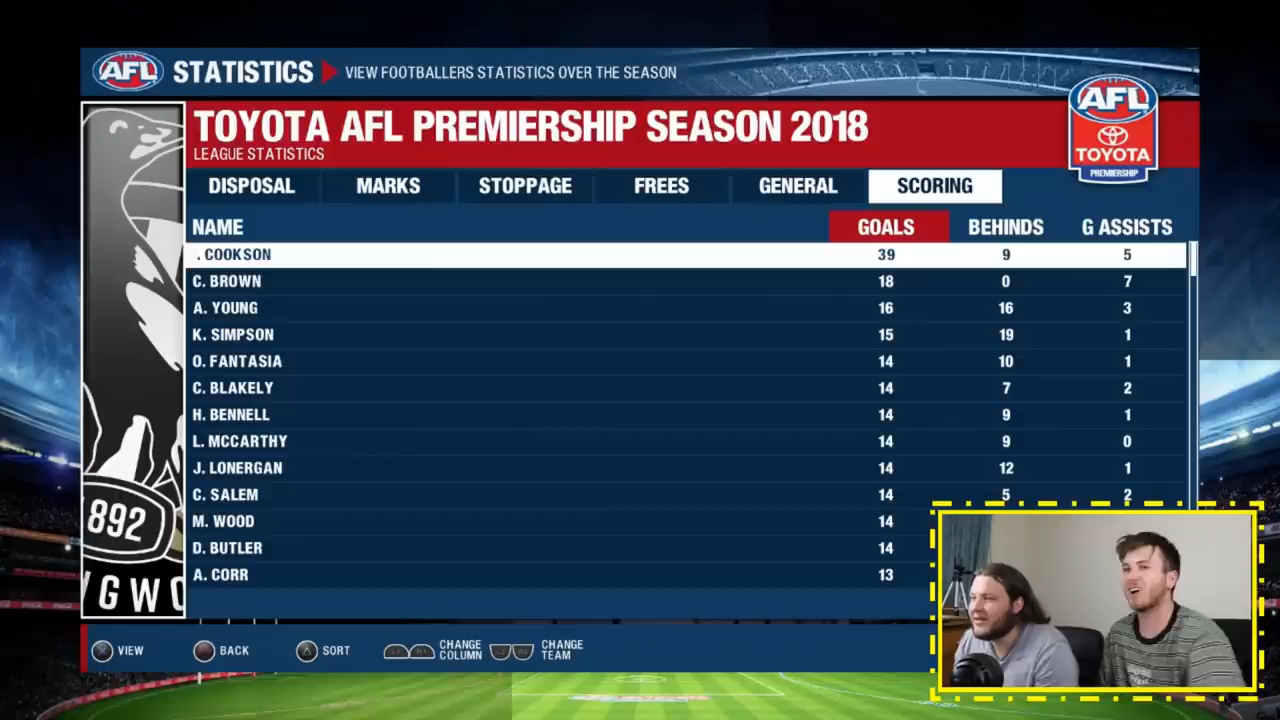 AFL STATISTICS VIEW FOOTBALLERS STATISTICS OVER THE SEASON
TOYOTA AFL PREMIERSHIP SEASON 2018
LEAGUE STATISTICS
AFL
TOYOTA
PREMIERSHIP
DISPOSAL MARKS STOPPAGE FREES GENERAL SCORING
NAME GOALS BEHINDS G ASSISTS
. COOKSON 39 9 5
C. BROWN 18 0 7
A. YOUNG 16 16 3
K. SIMPSON 15 19 1
O. FANTASIA 14 10 1
C. BLAKELY 14 7 2
H. BENNELL 14 9 1
L. MCCARTHY 14 9 0
J. LONERGAN 14 12 1
C. SALEM 14 5 2
M. WOOD 14
D. BUTLER 14
A. CORR 13
892
GWO
VIEW BACK SORT CHANGE COLUMN CHANGE TEAM